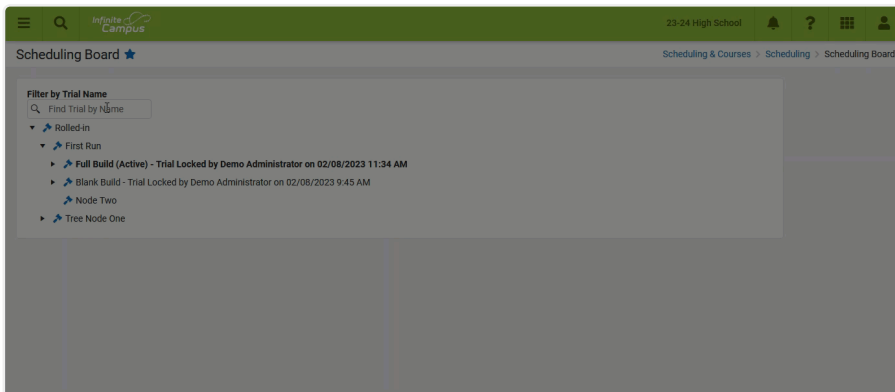 Infinite Campus
23-24 High School
?
Scheduling Board
Scheduling & Courses > Scheduling > Scheduling Board
Filter by Trial Name
Find Trial by Name
Rolled-in
First Run
Full Build (Active) - Trial Locked by Demo Administrator on 02/08/2023 11:34 AM
Blank Build - Trial Locked by Demo Administrator on 02/08/2023 9:45 AM
Node Two
Tree Node One